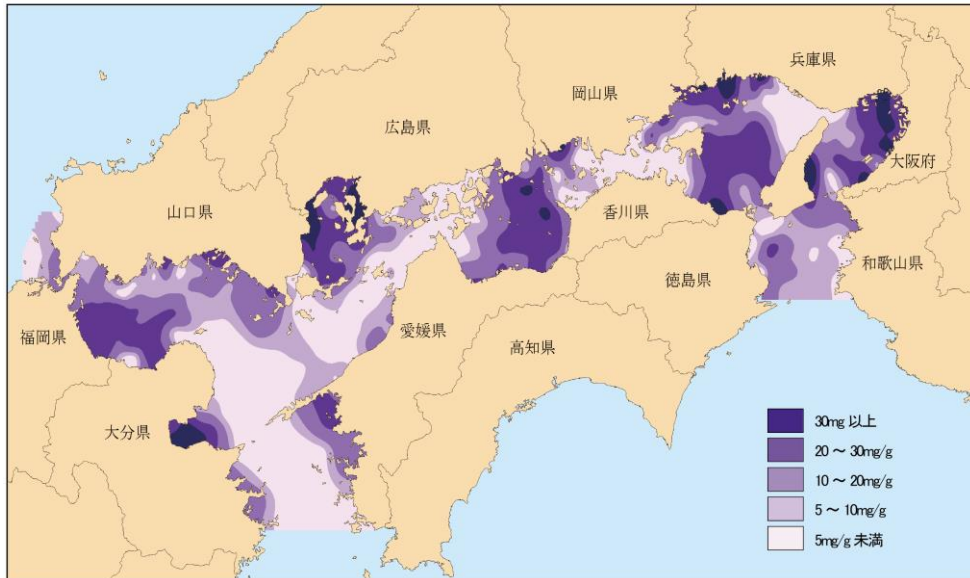 兵庫県
岡山県
広島県
大阪府
山口県
香川県
和歌山県
徳島県
福岡県
愛媛県
高知県
大分県
30mg 以上
20 ~ 30mg/g
10 ~ 20mg/g
5 ~ 10mg/g
5mg/g 未満